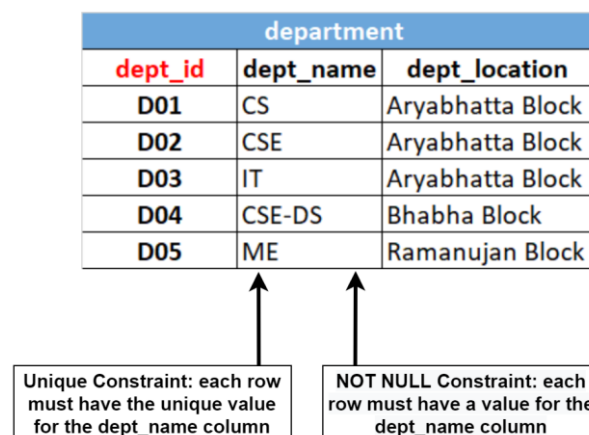 department
dept_id dept_name dept_location
D01 CS Aryabhatta Block
D02 CSE Aryabhatta Block
D03 IT Aryabhatta Block
D04 CSE-DS Bhabha Block
D05 ME Ramanujan Block
Unique Constraint: each row
must have the unique value
for the dept_name column
NOT NULL Constraint: each
row must have a value for the
dept_name column